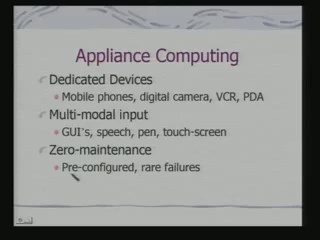 Appliance Computing
Dedicated Devices
Mobile phones, digital camera, VCR, PDA
Multi-modal input
GUI's, speech, pen, touch-screen
Zero-maintenance
Pre-configured, rare failures